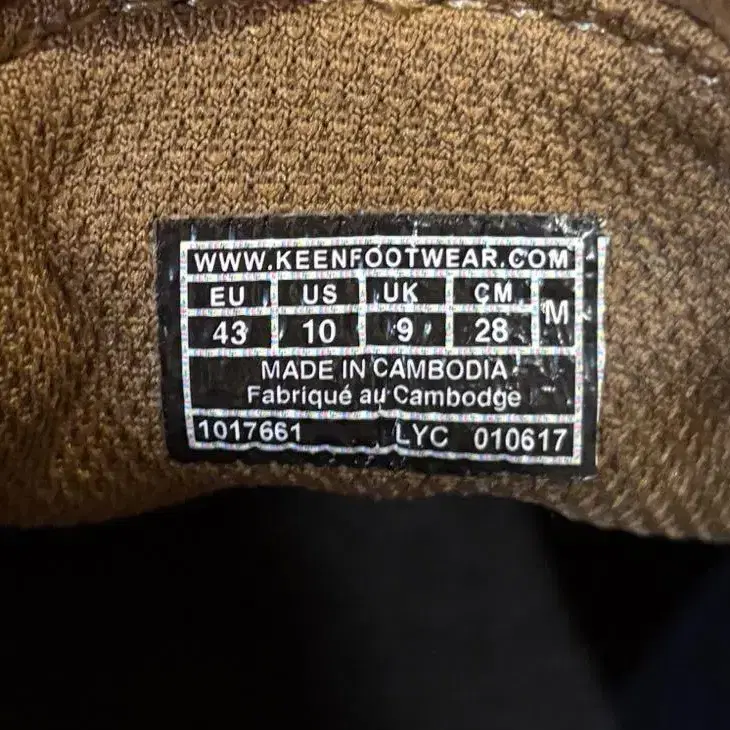 WWW.KEENFOOTWEAR.COM
EU US UK CM M
43 10 9 28
MADE IN CAMBODIA
Fabriqué au Cambodge
1017661 LYC 010617